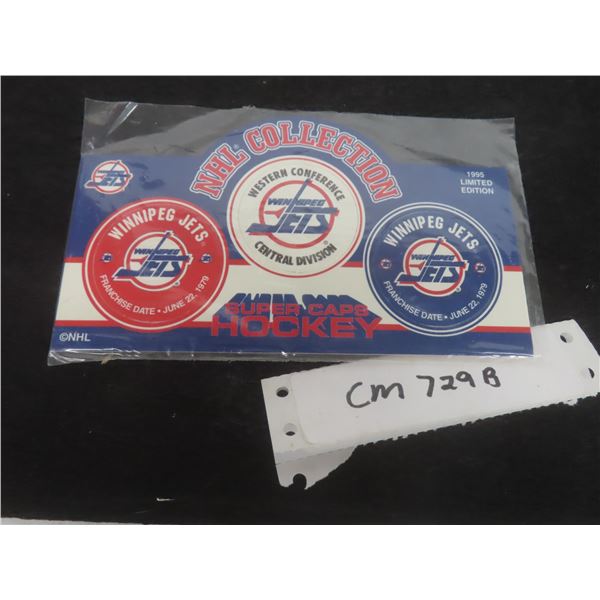 NHL COLLECTION
1995
LIMITED
EDITION
JETS
WESTERN CONFERENCE
WINNIPEG
JETS
CENTRAL DIVISION
WINNIPEG JETS
WINNIPEG
JETS
FRANCHISE DATE • JUNE 22, 1979
WINNIPEG JETS
WINNIPEG
JETS
FRANCHISE DATE • JUNE 22, 1979
SUPER CAPS
HOCKEY
©NHL
CM 729 B